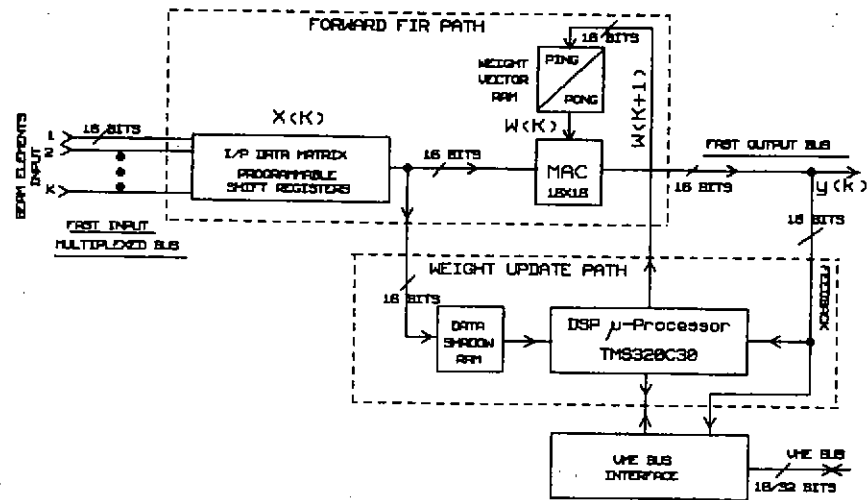 FORWARD FIR PATH
16 BITS
WEIGHT
VECTOR
RAM
PING
PONG
W(K+1)
X(K)
W(K)
BEAM ELEMENTS
INPUT
1
2
K
16 BITS
I/P DATA MATRIX
PROGRAMMABLE
SHIFT REGISTERS
16 BITS
MAC
16X16
FAST OUTPUT BUS
16 BITS
y(k)
FAST INPUT
MULTIPLEXED BUS
16 BITS
WEIGHT UPDATE PATH
FEEDBACK
16 BITS
DATA
SHADOW
RAM
DSP μ-Processor
TMS320C30
VME BUS
INTERFACE
VME BUS
16/32 BITS